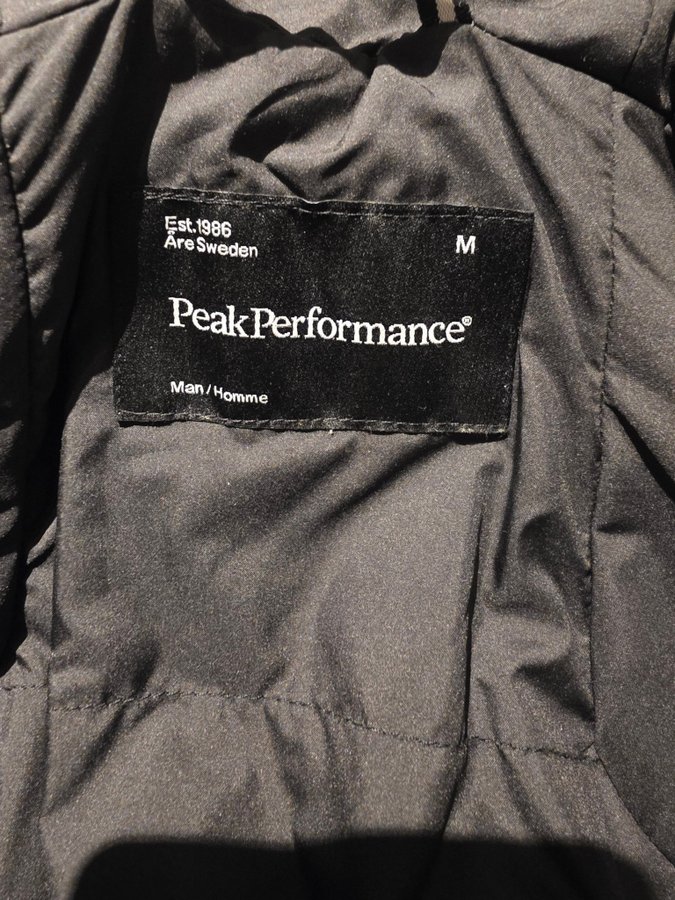 Est.1986
Åre Sweden
M
PeakPerformance®
Man/Homme